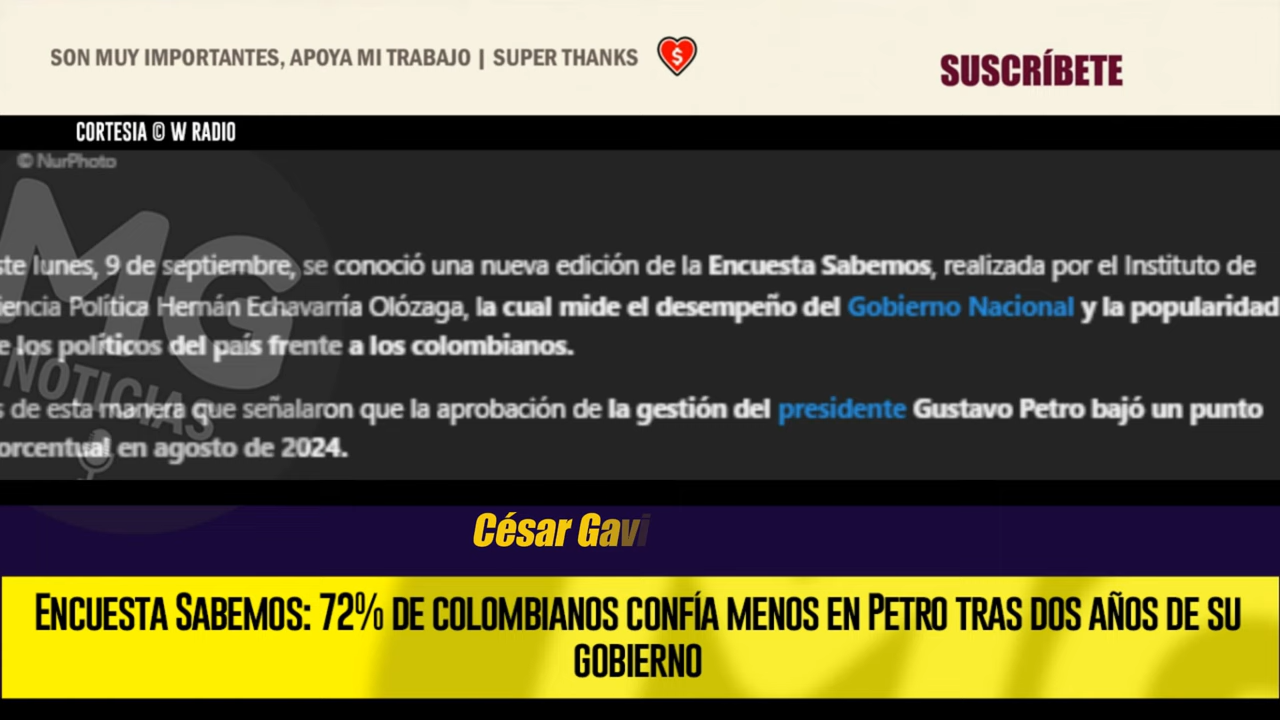 SON MUY IMPORTANTES, APOYA MI TRABAJO | SUPER THANKS
SUSCRÍBETE
CORTESIA © W RADIO
© NurPhoto
ste lunes, 9 de septiembre, se conoció una nueva edición de la Encuesta Sabemos, realizada por el Instituto de
iencia Política Hernán Echavarría Olózaga, la cual mide el desempeño del Gobierno Nacional y la popularidad
e los políticos del país frente a los colombianos.
s de esta manera que señalaron que la aprobación de la gestión del presidente Gustavo Petro bajó un punto
orcentual en agosto de 2024.
MG
NOTICIAS
César Gavi
ENCUESTA SABEMOS: 72% DE COLOMBIANOS CONFÍA MENOS EN PETRO TRAS DOS AÑOS DE SU
GOBIERNO